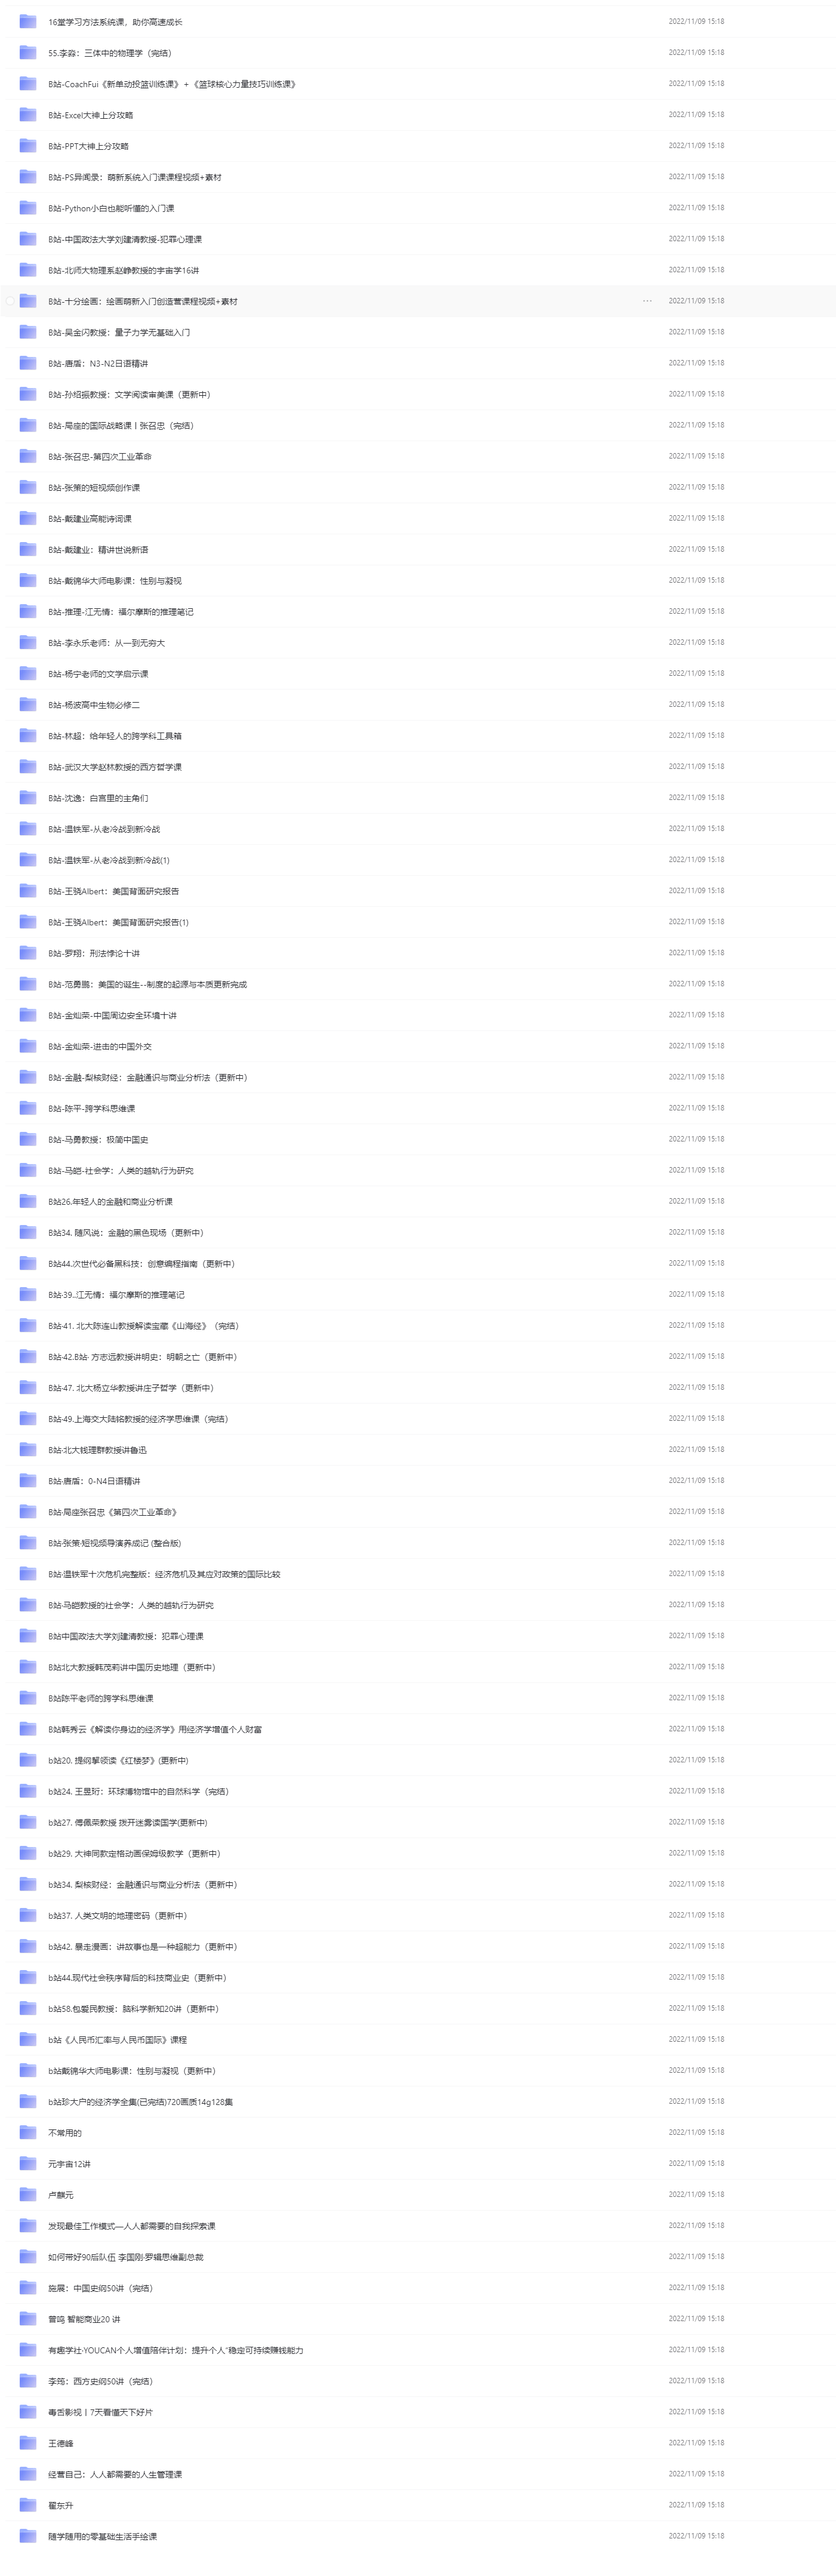 16堂学习方法系统课，助你高速成长 2022/11/09 15:18
55.李淼：三体中的物理学（完结） 2022/11/09 15:18
B站-CoachFui《新单动投篮训练课》+《篮球核心力量技巧训练课》 2022/11/09 15:18
B站-Excel大神上分攻略 2022/11/09 15:18
B站-PPT大神上分攻略 2022/11/09 15:18
B站-PS异闻录：萌新系统入门课课程视频+素材 2022/11/09 15:18
B站-Python小白也能听懂的入门课 2022/11/09 15:18
B站-中国政法大学刘建清教授-犯罪心理课 2022/11/09 15:18
B站-北师大物理系赵峥教授的宇宙学16讲 2022/11/09 15:18
B站-十分绘画：绘画萌新入门创造营课程视频+素材 ··· 2022/11/09 15:18
B站-吴金闪教授：量子力学无基础入门 2022/11/09 15:18
B站-唐盾：N3-N2日语精讲 2022/11/09 15:18
B站-孙绍振教授：文学阅读审美课（更新中） 2022/11/09 15:18
B站-局座的国际战略课丨张召忠（完结） 2022/11/09 15:18
B站-张召忠-第四次工业革命 2022/11/09 15:18
B站-张策的短视频创作课 2022/11/09 15:18
B站-戴建业高能诗词课 2022/11/09 15:18
B站-戴建业：精讲世说新语 2022/11/09 15:18
B站-戴锦华大师电影课：性别与凝视 2022/11/09 15:18
B站-推理-江无情：福尔摩斯的推理笔记 2022/11/09 15:18
B站-李永乐老师：从一到无穷大 2022/11/09 15:18
B站-杨宁老师的文学启示课 2022/11/09 15:18
B站-杨波高中生物必修二 2022/11/09 15:18
B站-林超：给年轻人的跨学科工具箱 2022/11/09 15:18
B站-武汉大学赵林教授的西方哲学课 2022/11/09 15:18
B站-沈逸：白宫里的主角们 2022/11/09 15:18
B站-温铁军-从老冷战到新冷战 2022/11/09 15:18
B站-温铁军-从老冷战到新冷战(1) 2022/11/09 15:18
B站-王骁Albert：美国背面研究报告 2022/11/09 15:18
B站-王骁Albert：美国背面研究报告(1) 2022/11/09 15:18
B站-罗翔：刑法悖论十讲 2022/11/09 15:18
B站-范勇鹏：美国的诞生--制度的起源与本质更新完成 2022/11/09 15:18
B站-金灿荣-中国周边安全环境十讲 2022/11/09 15:18
B站-金灿荣-进击的中国外交 2022/11/09 15:18
B站-金融-梨核财经：金融通识与商业分析法（更新中） 2022/11/09 15:18
B站-陈平-跨学科思维课 2022/11/09 15:18
B站-马勇教授：极简中国史 2022/11/09 15:18
B站-马皑-社会学：人类的越轨行为研究 2022/11/09 15:18
B站26.年轻人的金融和商业分析课 2022/11/09 15:18
B站34. 随风说：金融的黑色现场（更新中） 2022/11/09 15:18
B站44.次世代必备黑科技：创意编程指南（更新中） 2022/11/09 15:18
B站·39..江无情：福尔摩斯的推理笔记 2022/11/09 15:18
B站·41. 北大陈连山教授解读宝藏《山海经》（完结） 2022/11/09 15:18
B站·42.B站· 方志远教授讲明史：明朝之亡（更新中） 2022/11/09 15:18
B站·47. 北大杨立华教授讲庄子哲学（更新中） 2022/11/09 15:18
B站·49.上海交大陆铭教授的经济学思维课（完结） 2022/11/09 15:18
B站·北大钱理群教授讲鲁迅 2022/11/09 15:18
B站·唐盾：0-N4日语精讲 2022/11/09 15:18
B站·局座张召忠《第四次工业革命》 2022/11/09 15:18
B站·张策·短视频导演养成记 (整合版) 2022/11/09 15:18
B站·温铁军十次危机完整版：经济危机及其应对政策的国际比较 2022/11/09 15:18
B站·马皑教授的社会学：人类的越轨行为研究 2022/11/09 15:18
B站中国政法大学刘建清教授：犯罪心理课 2022/11/09 15:18
B站北大教授韩茂莉讲中国历史地理（更新中） 2022/11/09 15:18
B站陈平老师的跨学科思维课 2022/11/09 15:18
B站韩秀云《解读你身边的经济学》用经济学增值个人财富 2022/11/09 15:18
b站20. 提纲挈领读《红楼梦》(更新中) 2022/11/09 15:18
b站24. 王昱珩：环球博物馆中的自然科学（完结） 2022/11/09 15:18
b站27. 傅佩荣教授 拨开迷雾读国学(更新中) 2022/11/09 15:18
b站29. 大神同款定格动画保姆级教学（更新中） 2022/11/09 15:18
b站34. 梨核财经：金融通识与商业分析法（更新中） 2022/11/09 15:18
b站37. 人类文明的地理密码（更新中） 2022/11/09 15:18
b站42. 暴走漫画：讲故事也是一种超能力（更新中） 2022/11/09 15:18
b站44.现代社会秩序背后的科技商业史（更新中） 2022/11/09 15:18
b站58.包爱民教授：脑科学新知20讲（更新中） 2022/11/09 15:18
b站《人民币汇率与人民币国际》课程 2022/11/09 15:18
b站戴锦华大师电影课：性别与凝视（更新中） 2022/11/09 15:18
b站珍大户的经济学全集(已完结)720画质14g128集 2022/11/09 15:18
不常用的 2022/11/09 15:18
元宇宙12讲 2022/11/09 15:18
卢麒元 2022/11/09 15:18
发现最佳工作模式—人人都需要的自我探索课 2022/11/09 15:18
如何带好90后队伍 李国刚·罗辑思维副总裁 2022/11/09 15:18
施展：中国史纲50讲（完结） 2022/11/09 15:18
曾鸣 智能商业20 讲 2022/11/09 15:18
有趣学社·YOUCAN个人增值陪伴计划：提升个人“稳定可持续赚钱能力 2022/11/09 15:18
李筠：西方史纲50讲（完结） 2022/11/09 15:18
毒舌影视丨7天看懂天下好片 2022/11/09 15:18
王德峰 2022/11/09 15:18
经营自己：人人都需要的人生管理课 2022/11/09 15:18
翟东升 2022/11/09 15:18
随学随用的零基础生活手绘课 2022/11/09 15:18